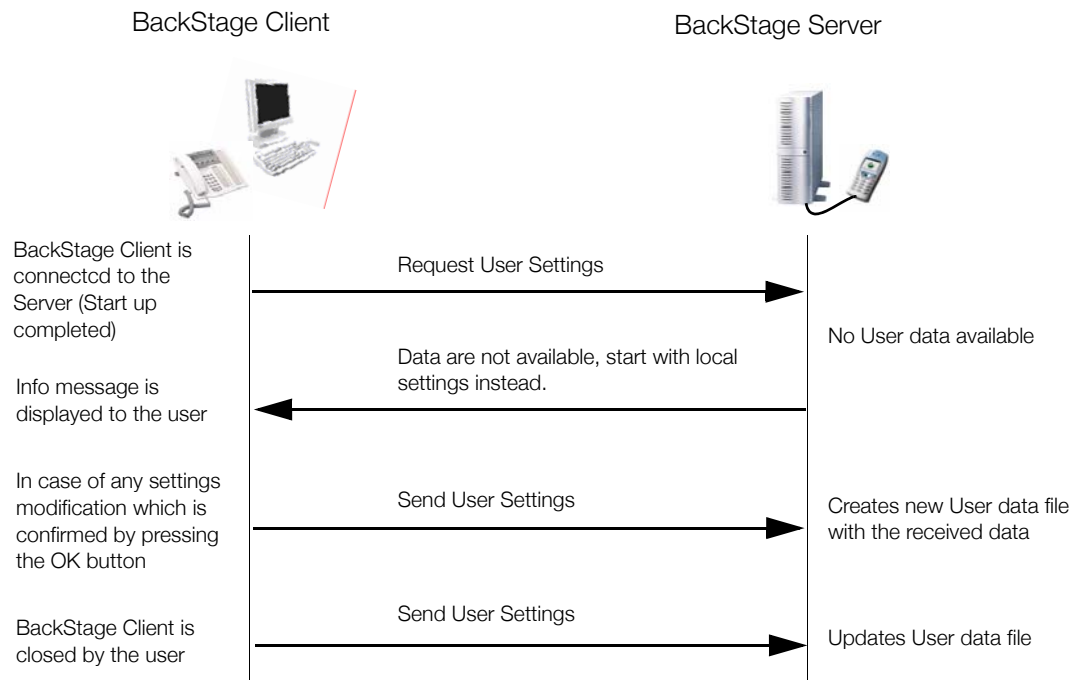 BackStage Client
BackStage Server
BackStage Client is
connectcd to the
Server (Start up
completed)
Request User Settings
No User data available
Data are not available, start with local
settings instead.
Info message is
displayed to the user
In case of any settings
modification which is
confirmed by pressing
the OK button
Send User Settings
Creates new User data file
with the received data
Send User Settings
BackStage Client is
closed by the user
Updates User data file